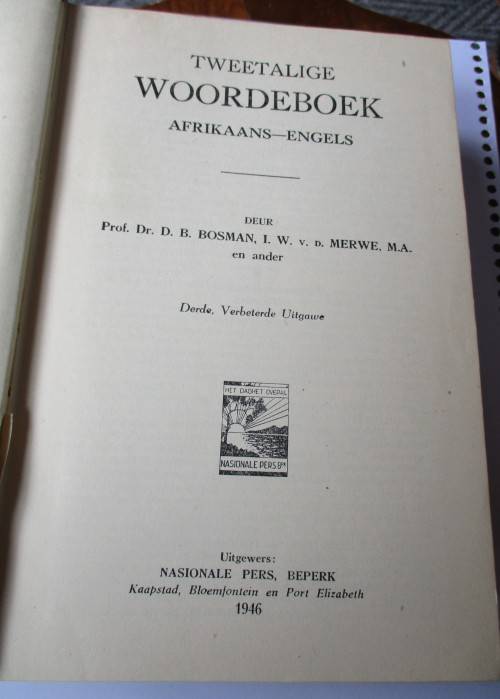 TWEETALIGE
WOORDEBOEK
AFRIKAANS—ENGELS
DEUR
Prof. Dr. D. B. BOSMAN, I. W. v. d. MERWE, M.A.
en ander
Derde, Verbeterde Uitgawe
HET DAGHET OVERAL
NASIONALE PERS BPK
Uitgewers:
NASIONALE PERS, BEPERK
Kaapstad, Bloemfontein en Port Elizabeth
1946